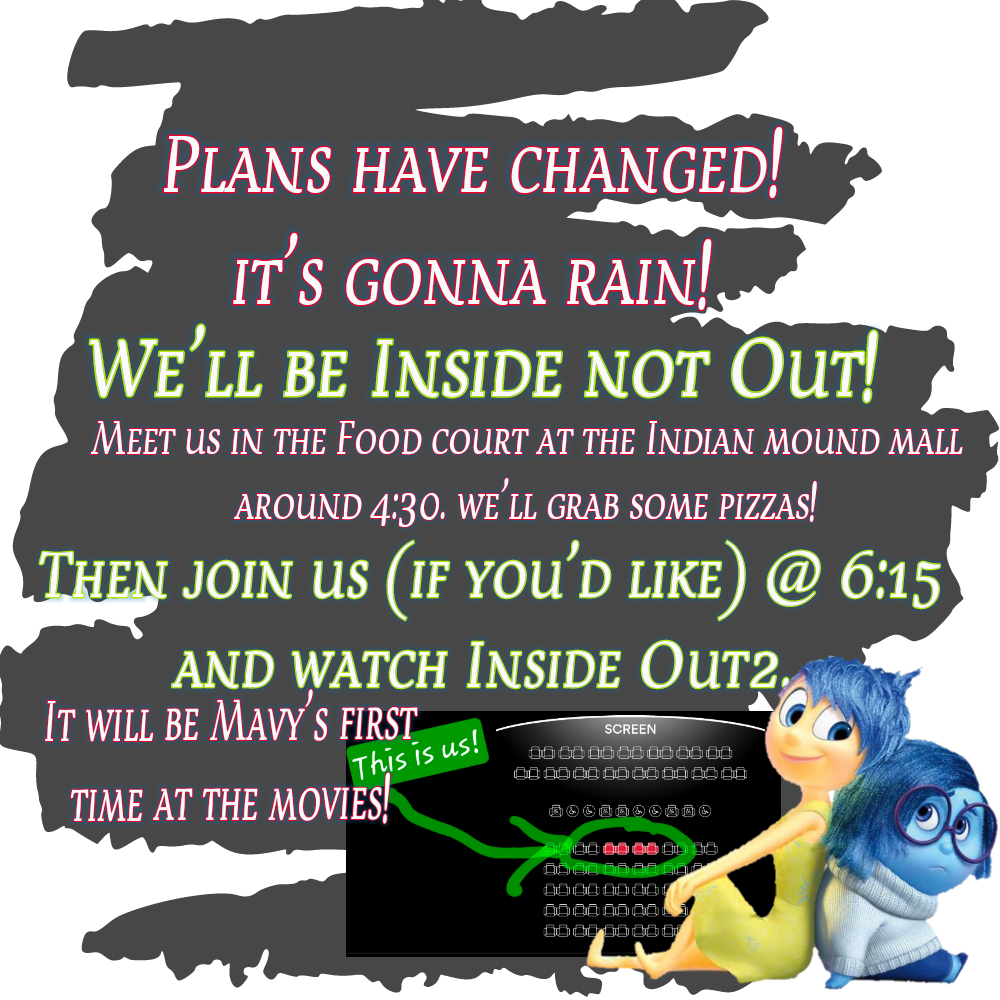 Plans have changed!
it's gonna rain!
We'll be Inside not Out!
Meet us in the Food court at the Indian mound mall
around 4:30. we'll grab some pizzas!
Then join us (if you'd like) @ 6:15
and watch Inside Out2.
It will be Mavy's first
time at the movies!
This is us!
SCREEN